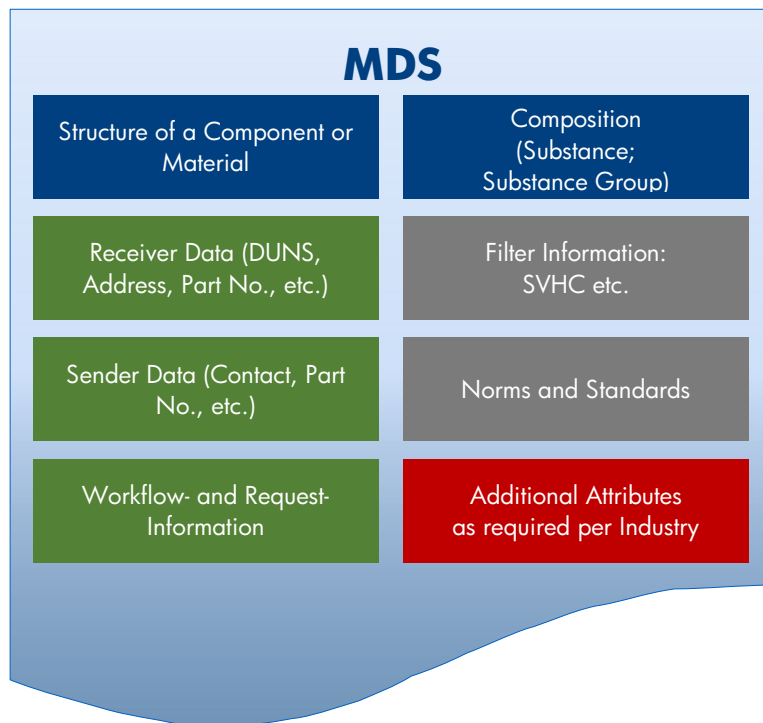 MDS
Structure of a Component or
Material
Composition
(Substance;
Substance Group)
Receiver Data (DUNS,
Address, Part No., etc.)
Filter Information:
SVHC etc.
Sender Data (Contact, Part
No., etc.)
Norms and Standards
Workflow- and Request-
Information
Additional Attributes
as required per Industry